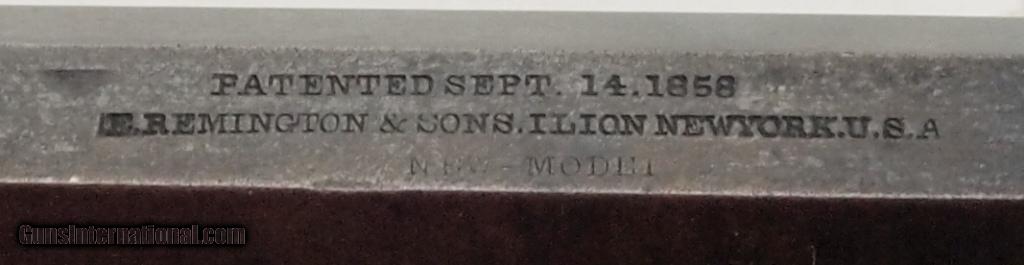 PATENTED SEPT. 14.1858
E.REMINGTON & SONS.ILION NEWYORK.U.S.A
NEW-MODEL
GunsInternational.com